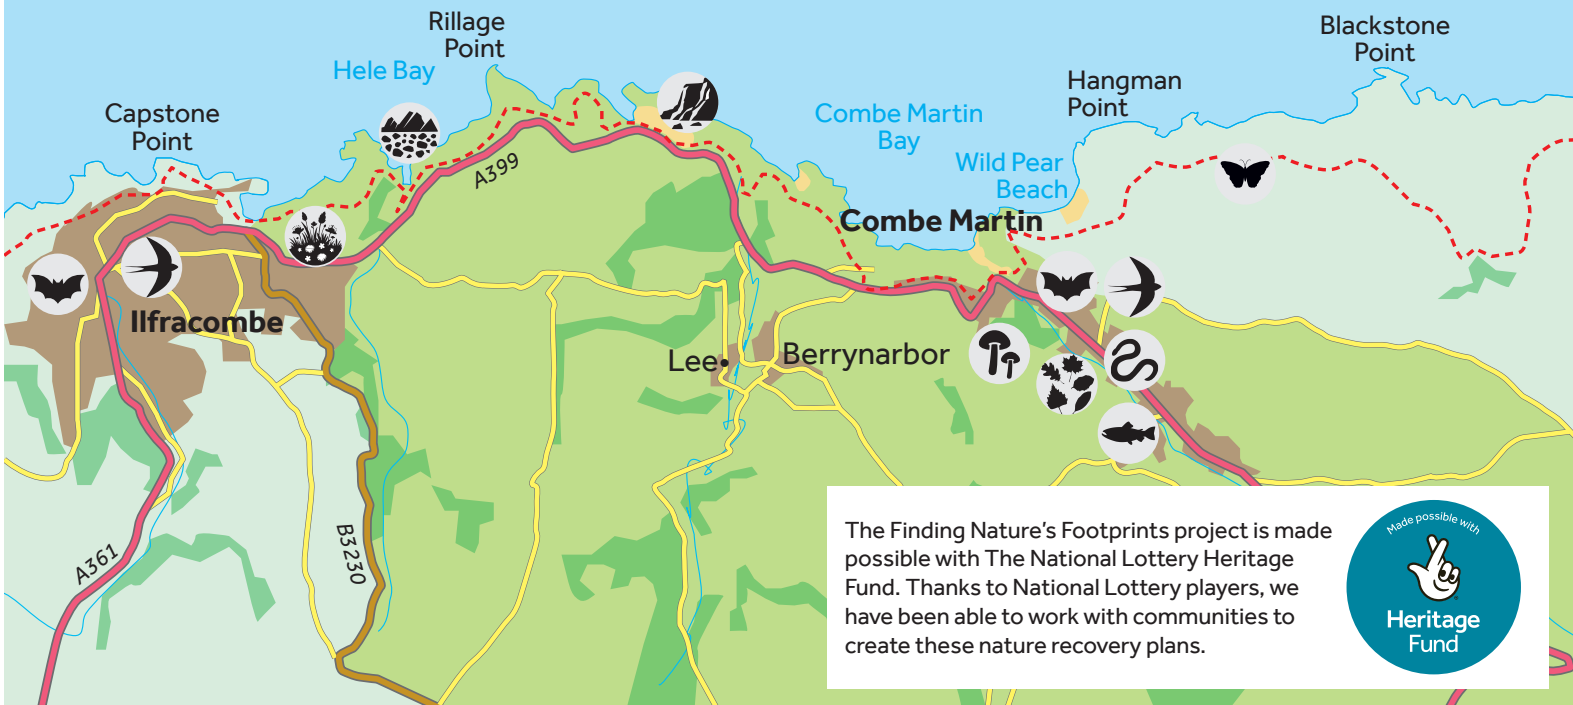 Rillage
Point
Hele Bay
Capstone
Point
Blackstone
Point
Hangman
Point
Combe Martin
Bay
Wild Pear
Beach
A399
Combe Martin
Ilfracombe
Lee
Berrynarbor
A361
B3230
The Finding Nature’s Footprints project is made
possible with The National Lottery Heritage
Fund. Thanks to National Lottery players, we
have been able to work with communities to
create these nature recovery plans.
Made possible with
Heritage
Fund